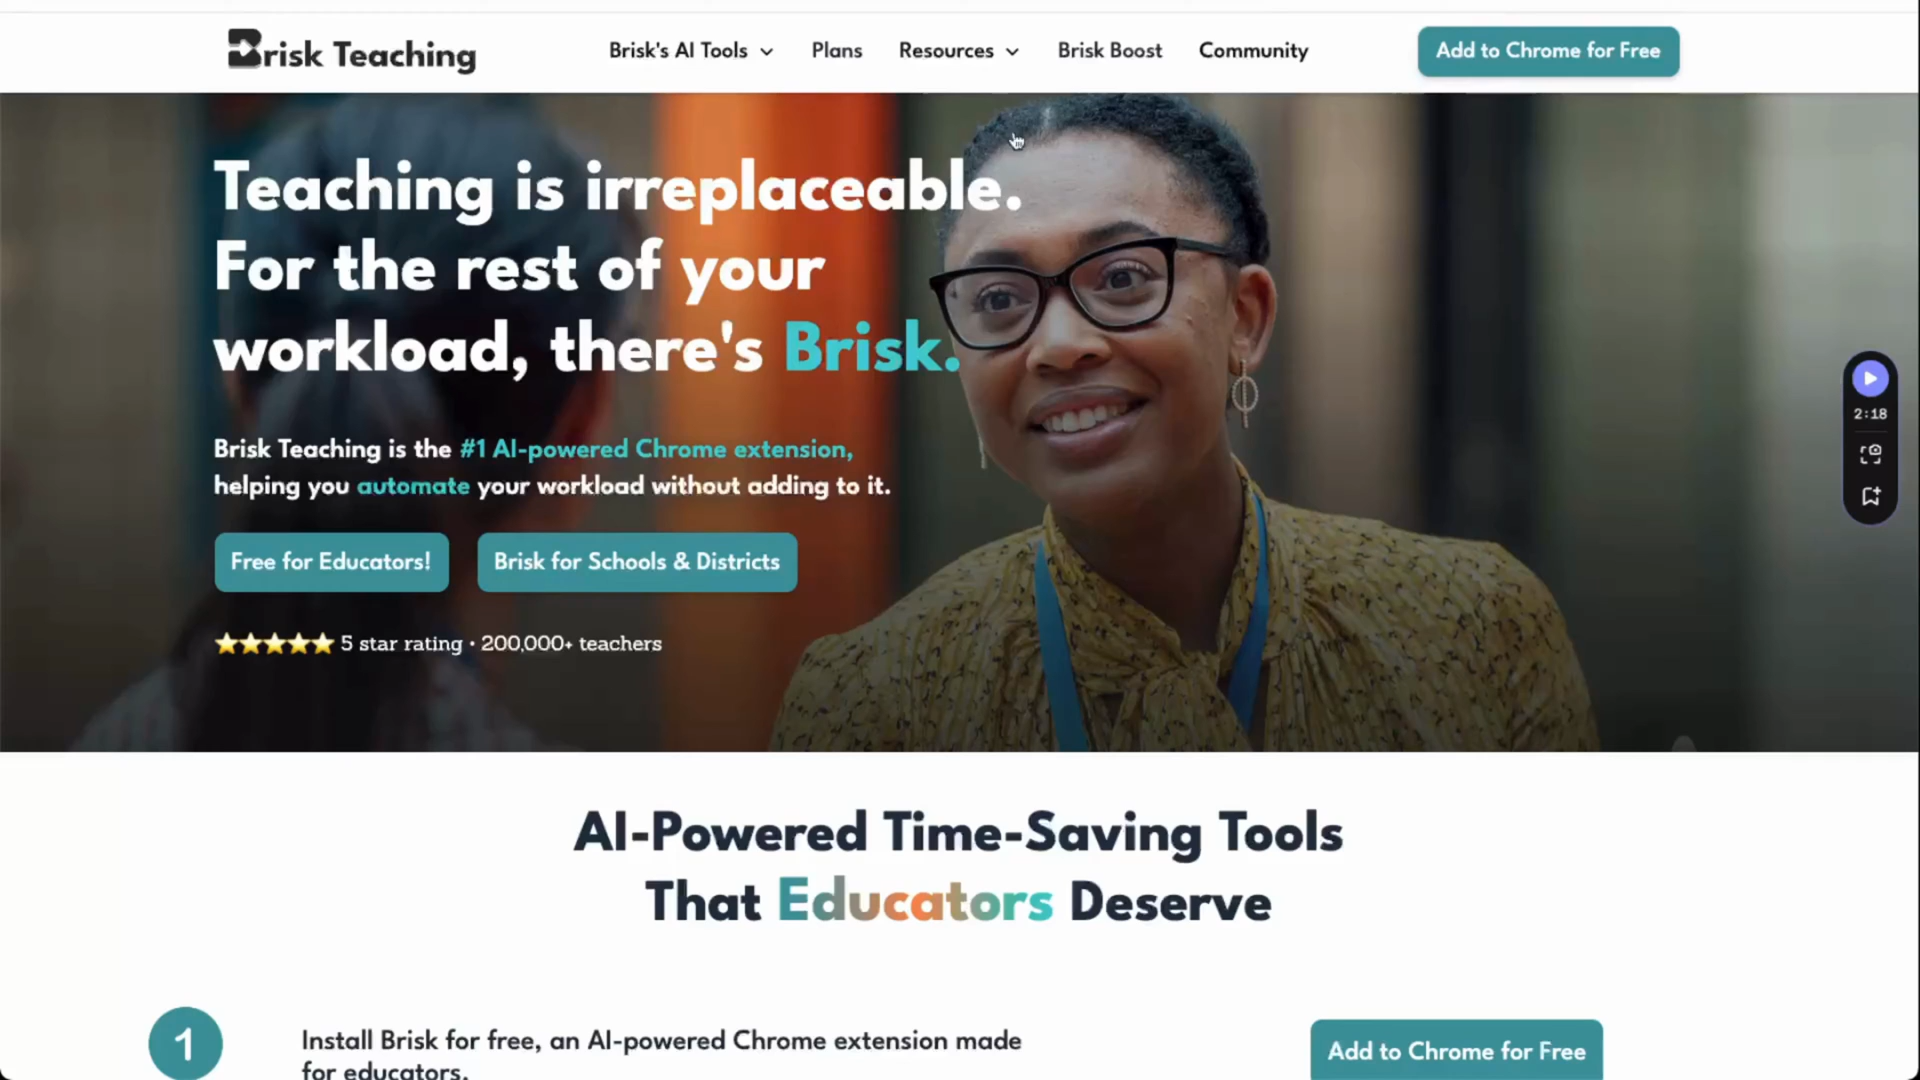 Brisk Teaching
Brisk's AI Tools
Plans
Resources
Brisk Boost
Community
Add to Chrome for Free
Teaching is irreplaceable.
For the rest of your
workload, there's Brisk.
Brisk Teaching is the #1 AI-powered Chrome extension,
helping you automate your workload without adding to it.
Free for Educators!
Brisk for Schools & Districts
5 star rating • 200,000+ teachers
2:18
AI-Powered Time-Saving Tools
That Educators Deserve
1
Install Brisk for free, an AI-powered Chrome extension made
for educators.
Add to Chrome for Free